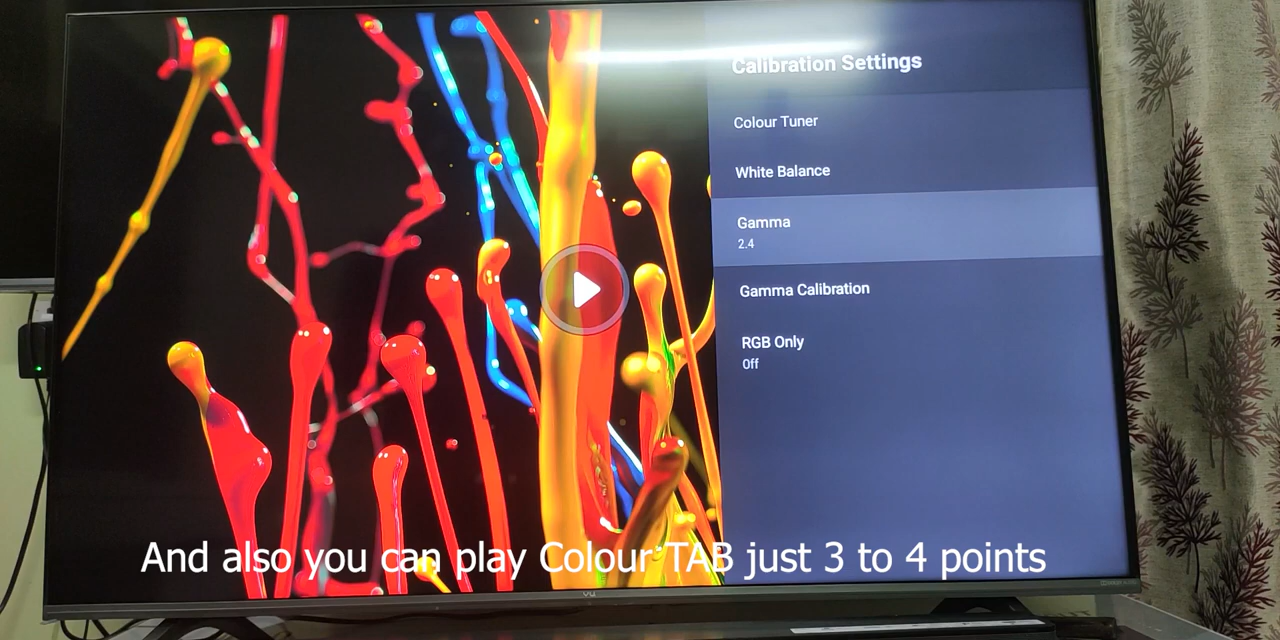 Calibration Settings
Colour Tuner
White Balance
Gamma
2.4
Gamma Calibration
RGB Only
Off
And also you can play Colour TAB just 3 to 4 points
Vu